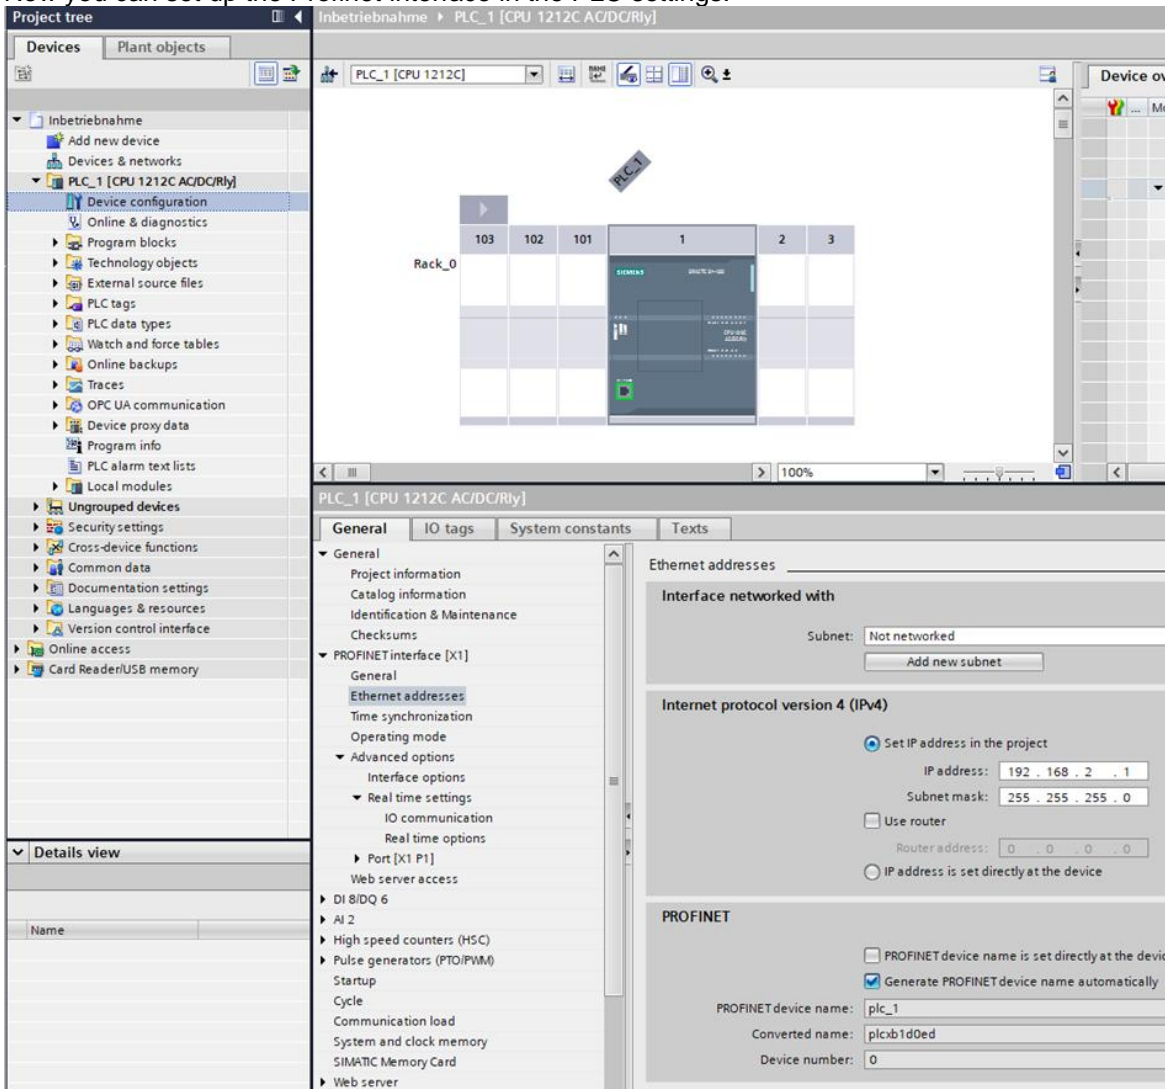 Now you can set up the Profinet interface in the PLC settings.
Project tree
Devices
Plant objects
Inbetriebnahme
Add new device
Devices & networks
PLC_1 [CPU 1212C AC/DC/Rly]
Device configuration
Online & diagnostics
Program blocks
Technology objects
External source files
PLC tags
PLC data types
Watch and force tables
Online backups
Traces
OPC UA communication
Device proxy data
Program info
PLC alarm text lists
Local modules
Ungrouped devices
Security settings
Cross-device functions
Common data
Documentation settings
Languages & resources
Version control interface
Online access
Card Reader/USB memory
Details view
Name
Inbetriebnahme PLC_1 [CPU 1212C AC/DC/Rly]
PLC_1 [CPU 1212C]
Device ov
... Mo
PLC_1
103 102 101 1 2 3
Rack_0
SIEMENS
100%
PLC_1 [CPU 1212C AC/DC/Rly]
General
IO tags
System constants
Texts
General
Project information
Catalog information
Identification & Maintenance
Checksums
PROFINET interface [X1]
General
Ethernet addresses
Time synchronization
Operating mode
Advanced options
Interface options
Real time settings
IO communication
Real time options
Port [X1 P1]
Web server access
DI 8/DQ 6
AI 2
High speed counters (HSC)
Pulse generators (PTO/PWM)
Startup
Cycle
Communication load
System and clock memory
SIMATIC Memory Card
Web server
Ethernet addresses
Interface networked with
Subnet: Not networked
Add new subnet
Internet protocol version 4 (IPv4)
Set IP address in the project
IP address: 192 . 168 . 2 . 1
Subnet mask: 255 . 255 . 255 . 0
Use router
Router address: 0 . 0 . 0 . 0
IP address is set directly at the device
PROFINET
PROFINET device name is set directly at the devic
Generate PROFINET device name automatically
PROFINET device name: plc_1
Converted name: plcxb1d0ed
Device number: 0